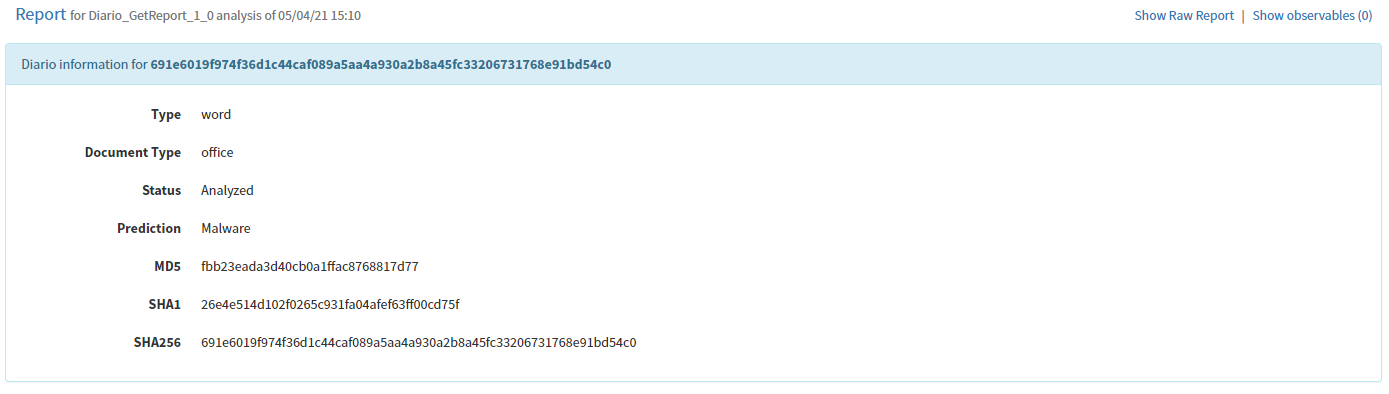 Report for Diario_GetReport_1_0 analysis of 05/04/21 15:10 Show Raw Report | Show observables (0)
Diario information for 691e6019f974f36d1c44caf089a5aa4a930a2b8a45fc33206731768e91bd54c0
Type word
Document Type office
Status Analyzed
Prediction Malware
MD5 fbb23eada3d40cb0a1ffac8768817d77
SHA1 26e4e514d102f0265c931fa04afef63ff00cd75f
SHA256 691e6019f974f36d1c44caf089a5aa4a930a2b8a45fc33206731768e91bd54c0